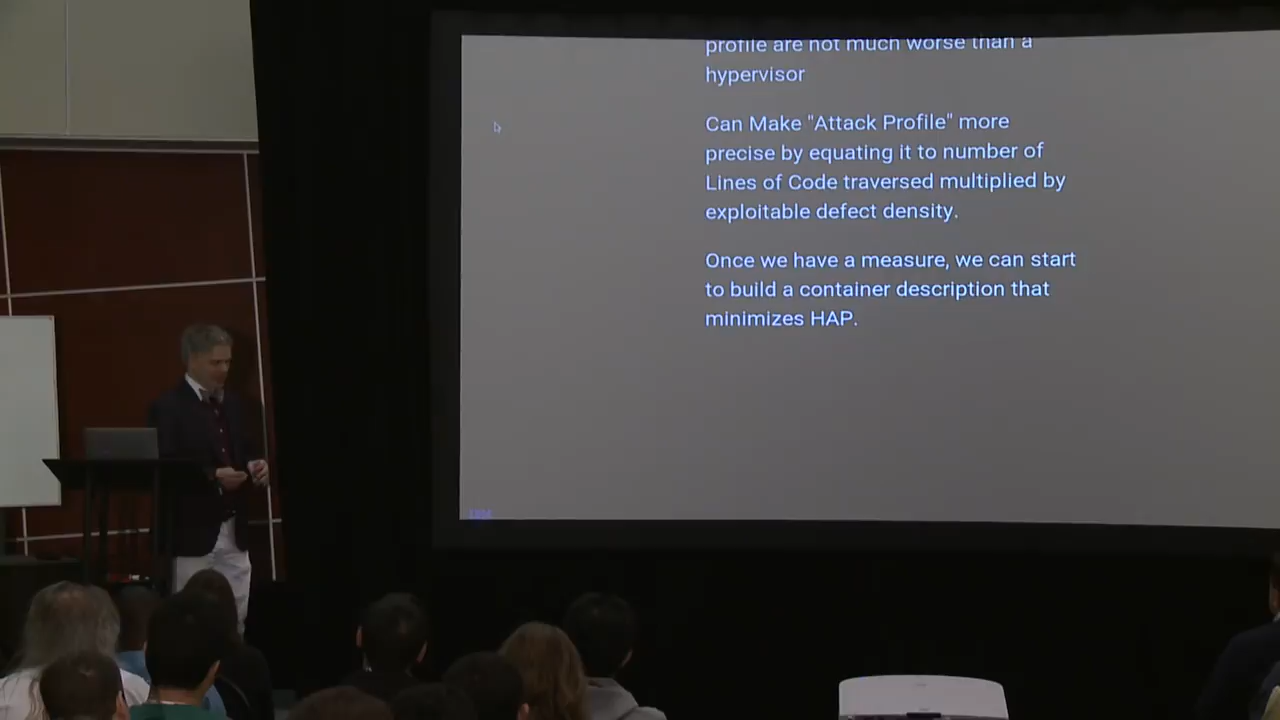 profile are not much worse than a
hypervisor
Can Make "Attack Profile" more
precise by equating it to number of
Lines of Code traversed multiplied by
exploitable defect density.
Once we have a measure, we can start
to build a container description that
minimizes HAP.